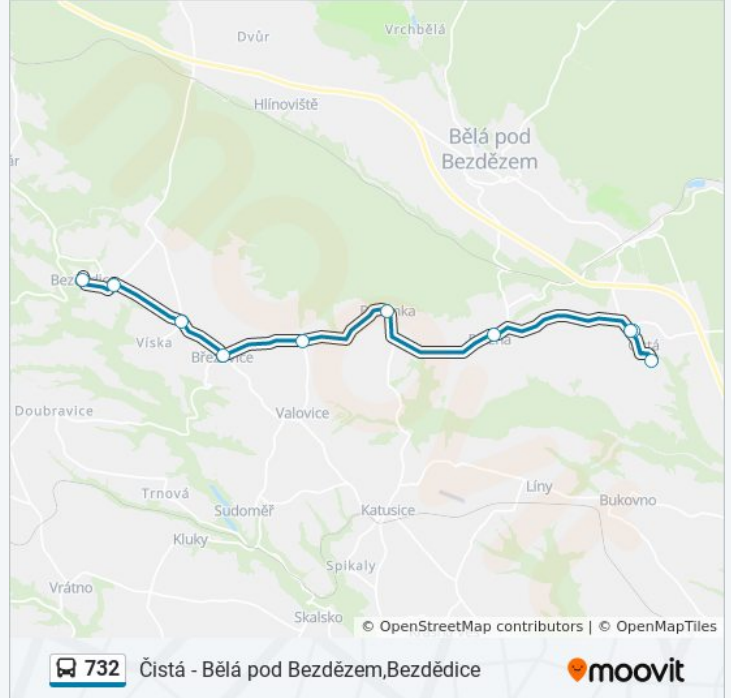 Vrchbělá
Dvůr
Hlínoviště
Bělá pod
Bezdězem
Víska
Doubravice
Valovice
Trnová
Líny
Bukovno
Sudoměř
Katusice
Kluky
Spikaly
Vrátno
Skalsko
© OpenStreetMap contributors | © OpenMapTiles
732 Čistá - Bělá pod Bezdězem,Bezdědice
moovit